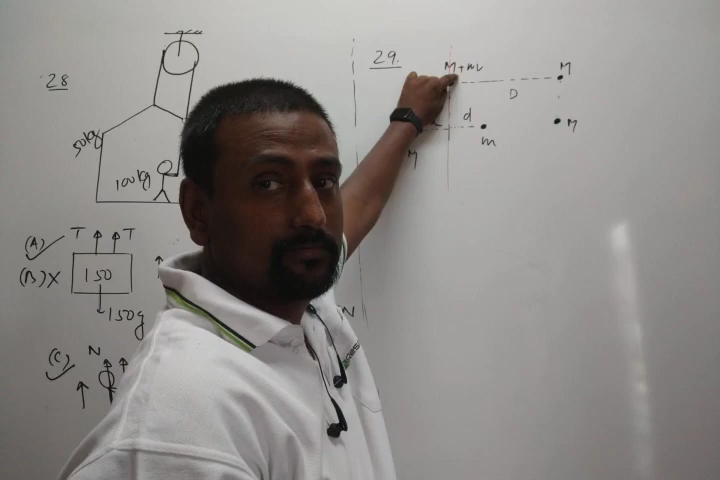 28
50kg
100kg
(A)
T T
(B) X
150
150g
(C)
N
N
29.
M+m
M
D
d
m
M
M